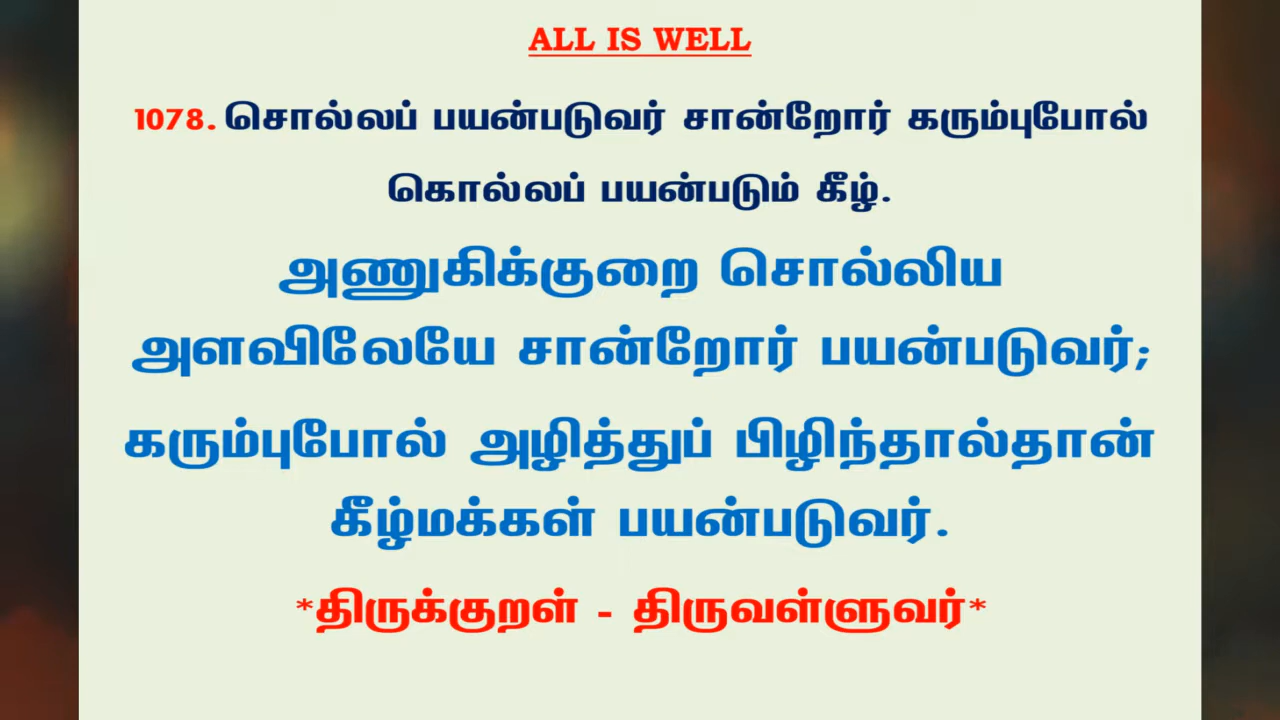 ALL IS WELL
1078. சொல்லப் பயன்படுவர் சான்றோர் கரும்புபோல்
கொல்லப் பயன்படும் கீழ்.
அணுகிக்குறை சொல்லிய
அளவிலேயே சான்றோர் பயன்படுவர்;
கரும்புபோல் அழித்துப் பிழிந்தால்தான்
கீழ்மக்கள் பயன்படுவர்.
*திருக்குறள் - திருவள்ளுவர்*